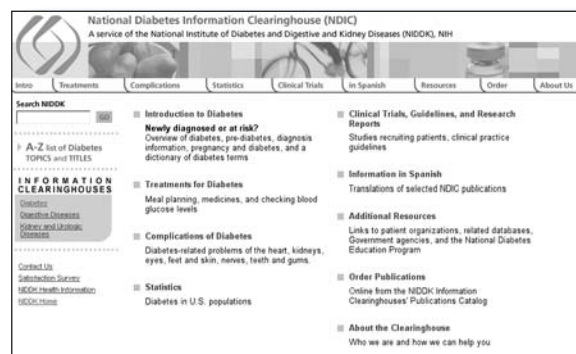 National Diabetes Information Clearinghouse (NDIC)
A service of the National Institute of Diabetes and Digestive and Kidney Diseases (NIDDK), NIH
Intro Treatments Complications Statistics Clinical Trials in Spanish Resources Order About Us
Search NIDDK
GO
A-Z list of Diabetes
TOPICS and TITLES
INFORMATION
CLEARINGHOUSES
Diabetes
Digestive Diseases
Kidney and Urologic
Diseases
Contact Us
Satisfaction Survey
NIDDK Health Information
NIDDK Home
Introduction to Diabetes
Newly diagnosed or at risk?
Overview of diabetes, pre-diabetes, diagnosis
information, pregnancy and diabetes, and a
dictionary of diabetes terms
Treatments for Diabetes
Meal planning, medicines, and checking blood
glucose levels
Complications of Diabetes
Diabetes-related problems of the heart, kidneys,
eyes, feet and skin, nerves, teeth and gums.
Statistics
Diabetes in U.S. populations
Clinical Trials, Guidelines, and Research
Reports
Studies recruiting patients, clinical practice
guidelines
Information in Spanish
Translations of selected NDIC publications
Additional Resources
Links to patient organizations, related databases,
Government agencies, and the National Diabetes
Education Program
Order Publications
Online from the NIDDK Information
Clearinghouses' Publications Catalog
About the Clearinghouse
Who we are and how we can help you